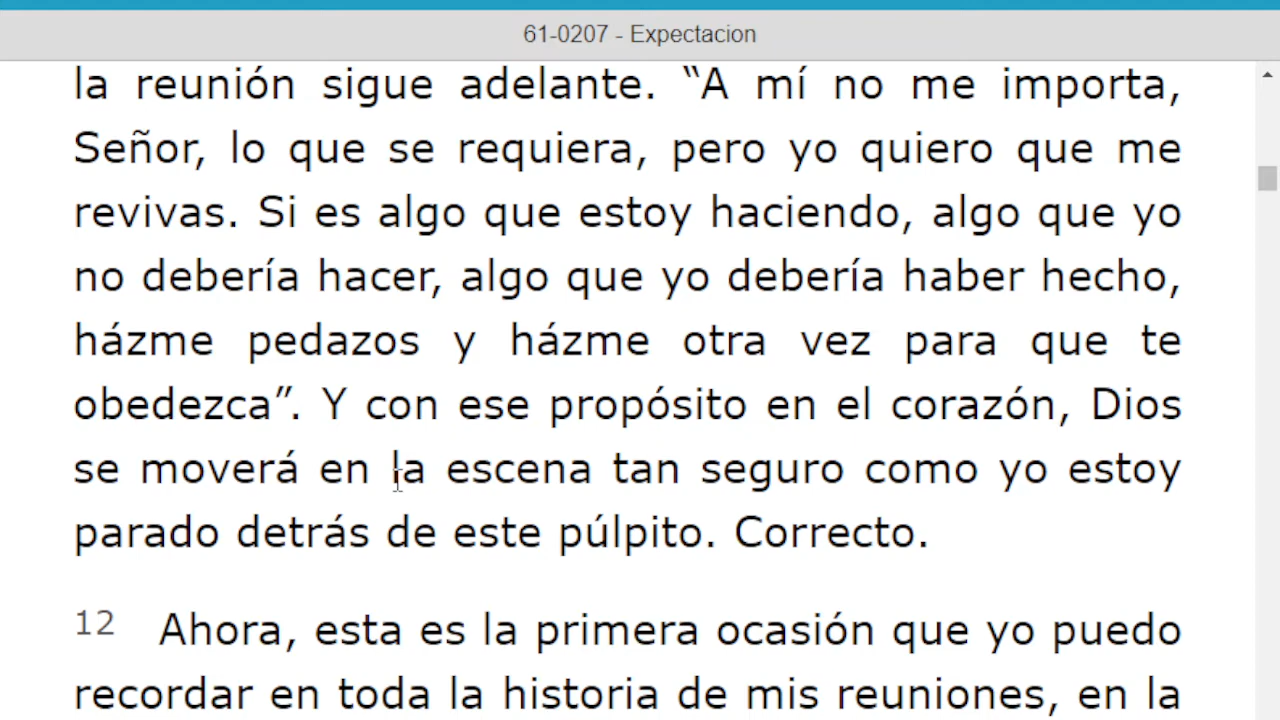 61-0207 - Expectacion
la reunión sigue adelante. “A mí no me importa,
Señor, lo que se requiera, pero yo quiero que me
revivas. Si es algo que estoy haciendo, algo que yo
no debería hacer, algo que yo debería haber hecho,
házme pedazos y házme otra vez para que te
obedezca”. Y con ese propósito en el corazón, Dios
se moverá en la escena tan seguro como yo estoy
parado detrás de este púlpito. Correcto.
12 Ahora, esta es la primera ocasión que yo puedo
recordar en toda la historia de mis reuniones, en la